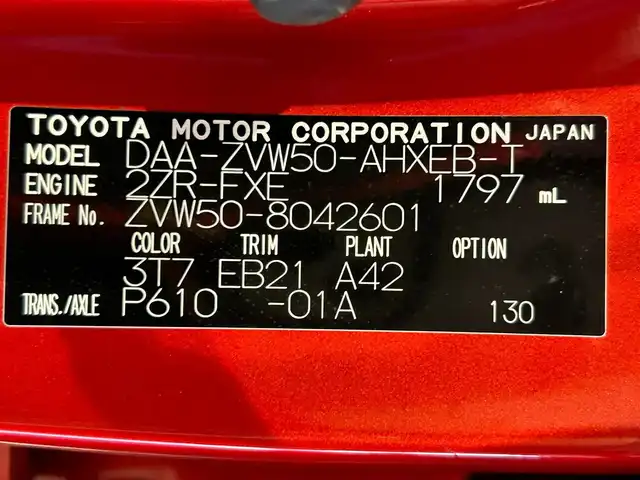 TOYOTA MOTOR CORPORATION JAPAN
MODEL DAA-ZVW50-AHXEB-T
ENGINE 2ZR-FXE 1797 mL
FRAME No. ZVW50-8042601
COLOR TRIM PLANT OPTION
3T7 EB21 A42
TRANS./AXLE P610 -01A 130